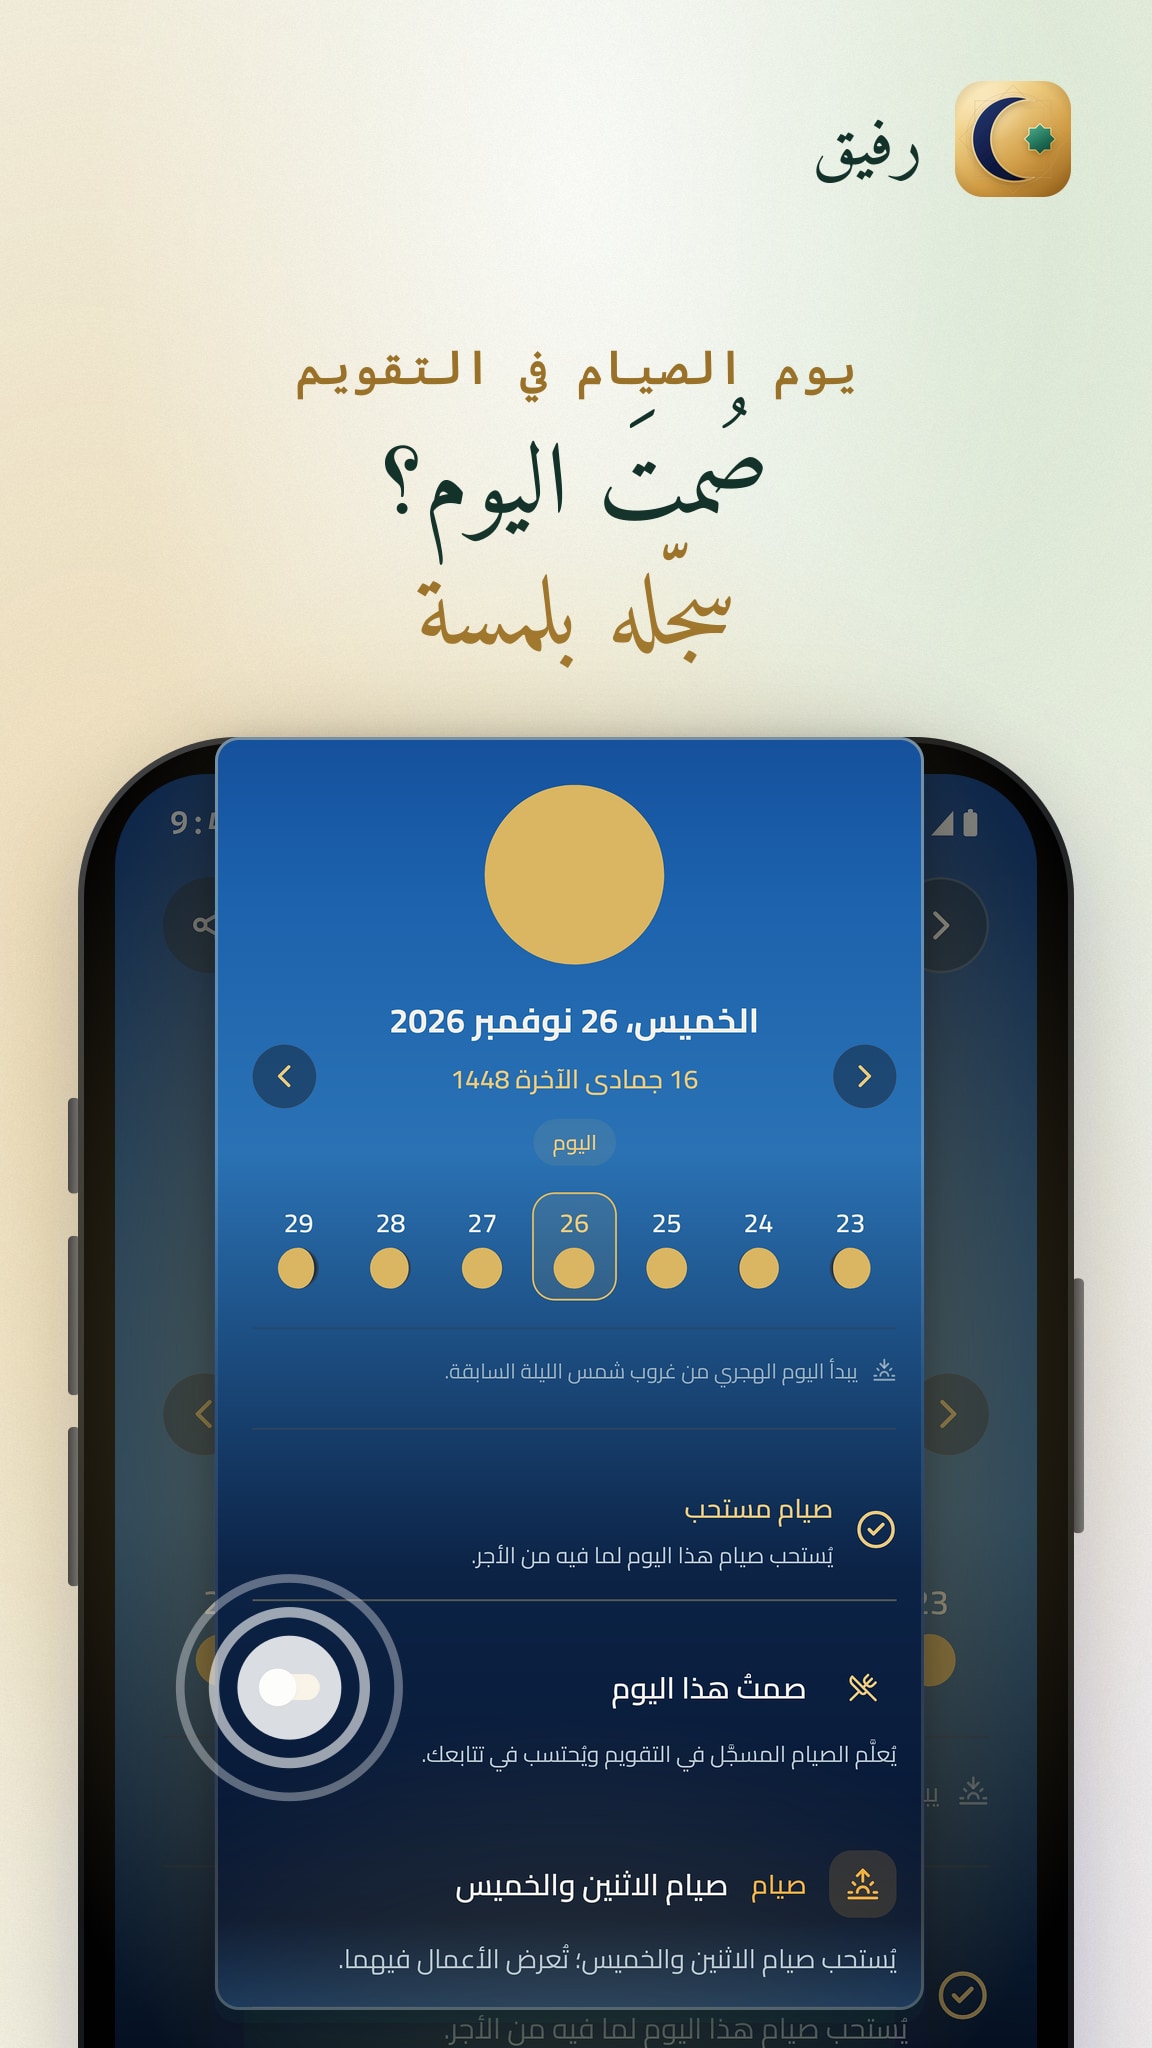 رفيق
يوم الصيام في التقويم
صُمتَ اليوم؟
سجّله بلمسة
الخميس، 26 نوفمبر 2026
16 جمادى الآخرة 1448
اليوم
23 24 25 26 27 28 29
يبدأ اليوم الهجري من غروب شمس الليلة السابقة.
صيام مستحب
يُستحب صيام هذا اليوم لما فيه من الأجر.
صمتُ هذا اليوم
يُعلَّم الصيام المسجَّل في التقويم ويُحتسب في تتابعك.
صيام صيام الاثنين والخميس
يُستحب صيام الاثنين والخميس؛ تُعرض الأعمال فيهما.
يُستحب صيام هذا اليوم لما فيه من الأجر.